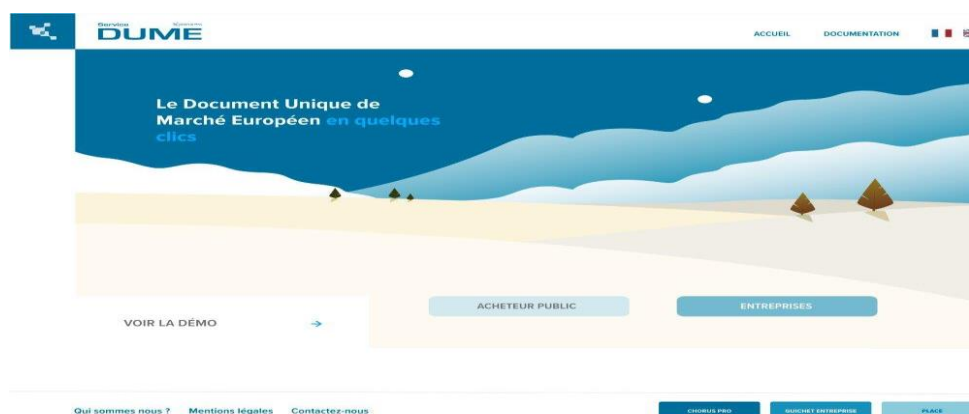 Service
DUME
ACCUEIL DOCUMENTATION
Le Document Unique de
Marché Européen en quelques
clics
ACHETEUR PUBLIC ENTREPRISES
VOIR LA DÉMO
Qui sommes nous ? Mentions légales Contactez-nous
CHORUS PRO GUICHET ENTREPRISE PLACE